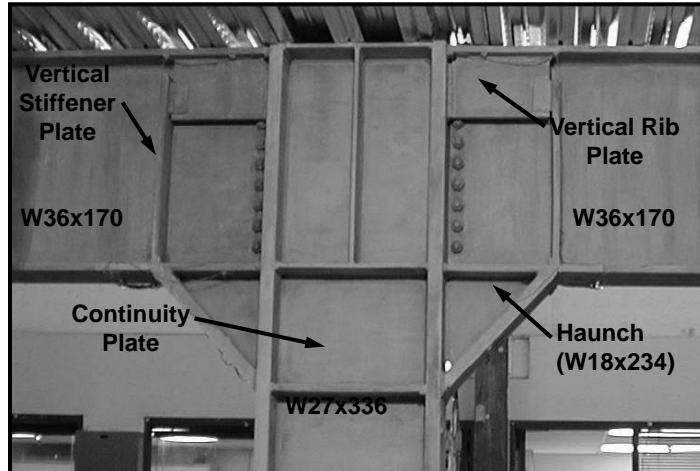 Vertical
Stiffener
Plate
Vertical Rib
Plate
W36x170
W36x170
Continuity
Plate
Haunch
(W18x234)
W27x336